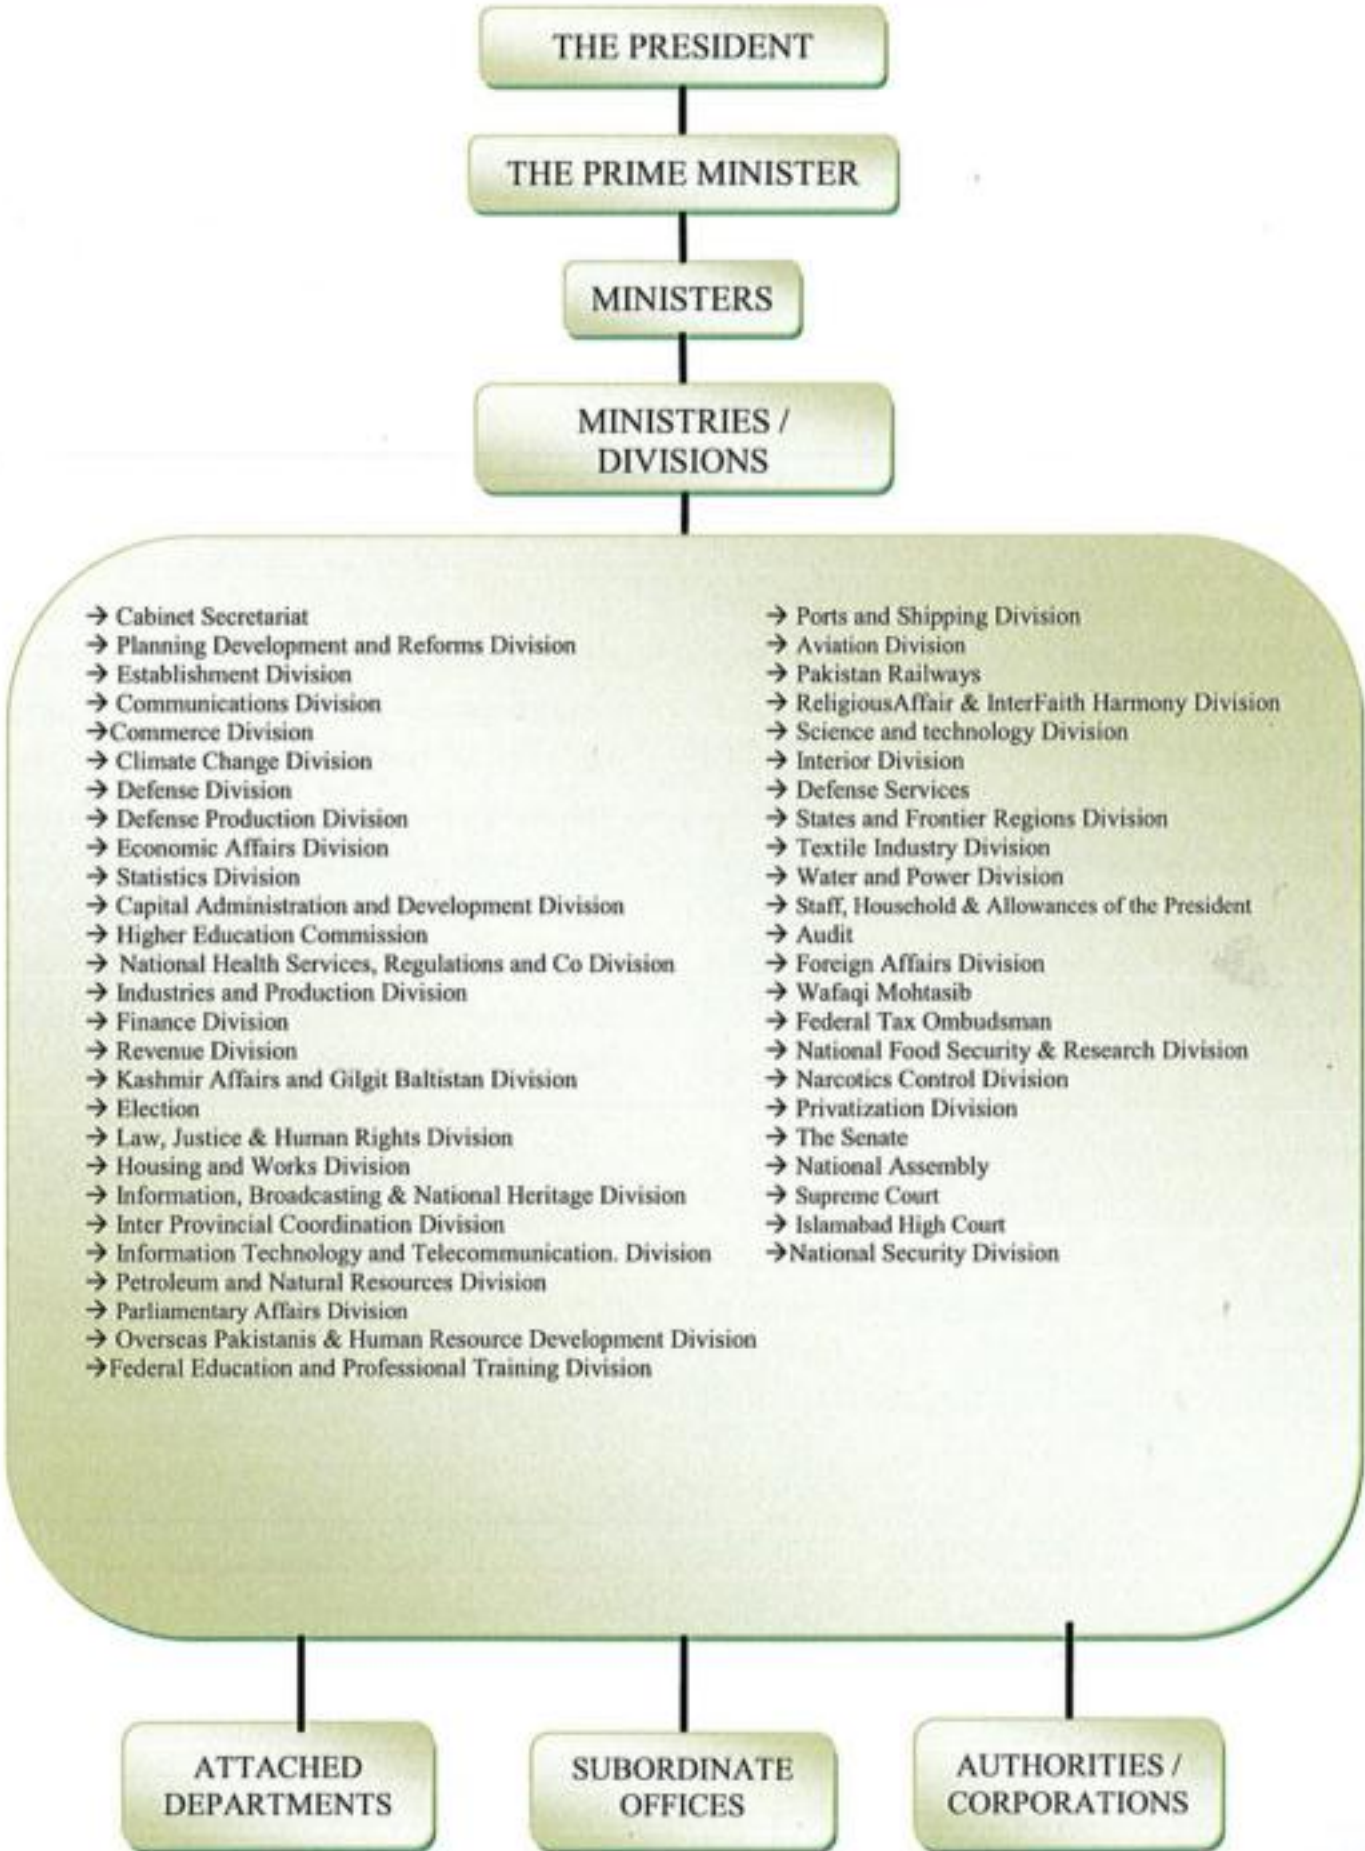 THE PRESIDENT
THE PRIME MINISTER
MINISTERS
MINISTRIES /
DIVISIONS
→ Cabinet Secretariat
→ Planning Development and Reforms Division
→ Establishment Division
→ Communications Division
→Commerce Division
→ Climate Change Division
→ Defense Division
→ Defense Production Division
→ Economic Affairs Division
→ Statistics Division
→ Capital Administration and Development Division
→ Higher Education Commission
→ National Health Services, Regulations and Co Division
→ Industries and Production Division
→ Finance Division
→ Revenue Division
→ Kashmir Affairs and Gilgit Baltistan Division
→ Election
→ Law, Justice & Human Rights Division
→ Housing and Works Division
→ Information, Broadcasting & National Heritage Division
→ Inter Provincial Coordination Division
→ Information Technology and Telecommunication. Division
→ Petroleum and Natural Resources Division
→ Parliamentary Affairs Division
→ Overseas Pakistanis & Human Resource Development Division
→Federal Education and Professional Training Division
→ Ports and Shipping Division
→ Aviation Division
→ Pakistan Railways
→ ReligiousAffair & InterFaith Harmony Division
→ Science and technology Division
→ Interior Division
→ Defense Services
→ States and Frontier Regions Division
→ Textile Industry Division
→ Water and Power Division
→ Staff, Household & Allowances of the President
→ Audit
→ Foreign Affairs Division
→ Wafaqi Mohtasib
→ Federal Tax Ombudsman
→ National Food Security & Research Division
→ Narcotics Control Division
→ Privatization Division
→ The Senate
→ National Assembly
→ Supreme Court
→ Islamabad High Court
→National Security Division
ATTACHED
DEPARTMENTS
SUBORDINATE
OFFICES
AUTHORITIES /
CORPORATIONS